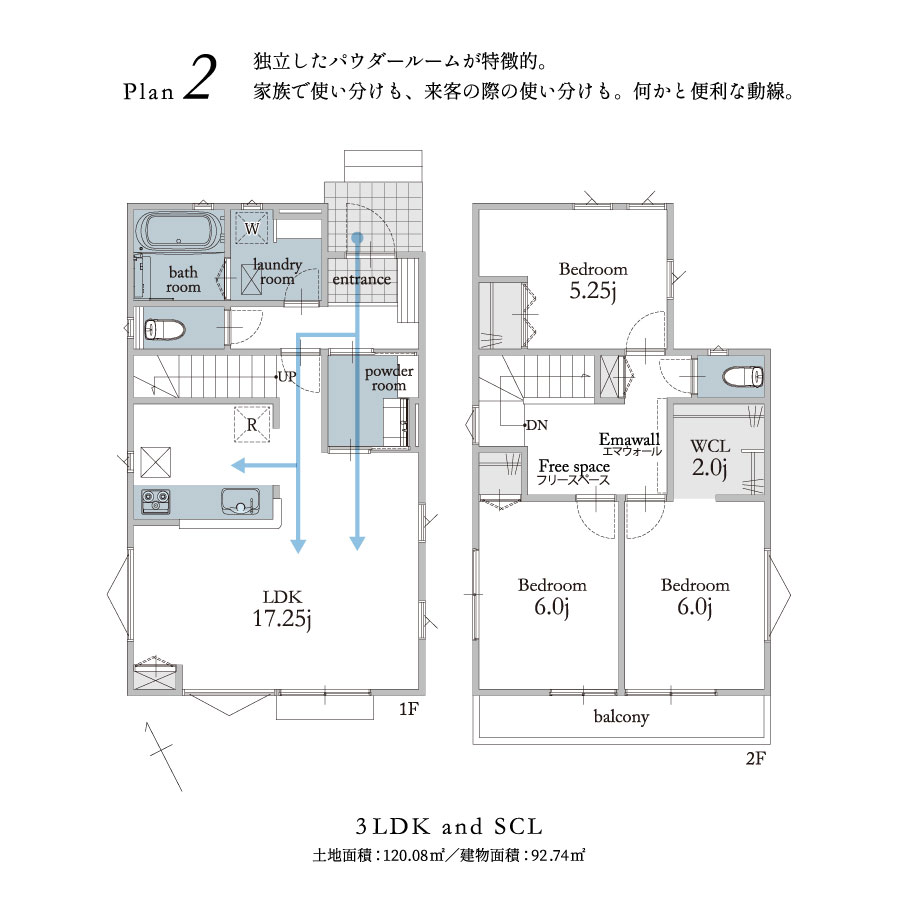 Plan 2
独立したパウダールームが特徴的。
家族で使い分けも、来客の際の使い分けも。何かと便利な動線。
W
bath
room
laundry
room
entrance
UP
powder
room
R
LDK
17.25j
1F
Bedroom
5.25j
DN
Emawall
エマウォール
Free space
フリースペース
WCL
2.0j
Bedroom
6.0j
Bedroom
6.0j
balcony
2F
3LDK and SCL
土地面積：120.08㎡／建物面積：92.74㎡